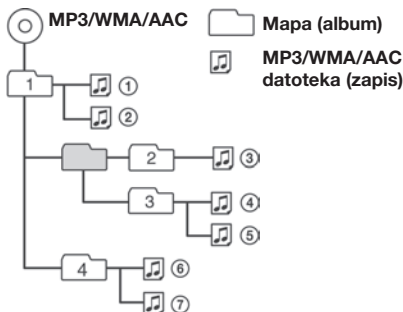 MP3/WMA/AAC
Mapa (album)
MP3/WMA/AAC
datoteka (zapis)
1
①
②
2
③
3
④
⑤
4
⑥
⑦